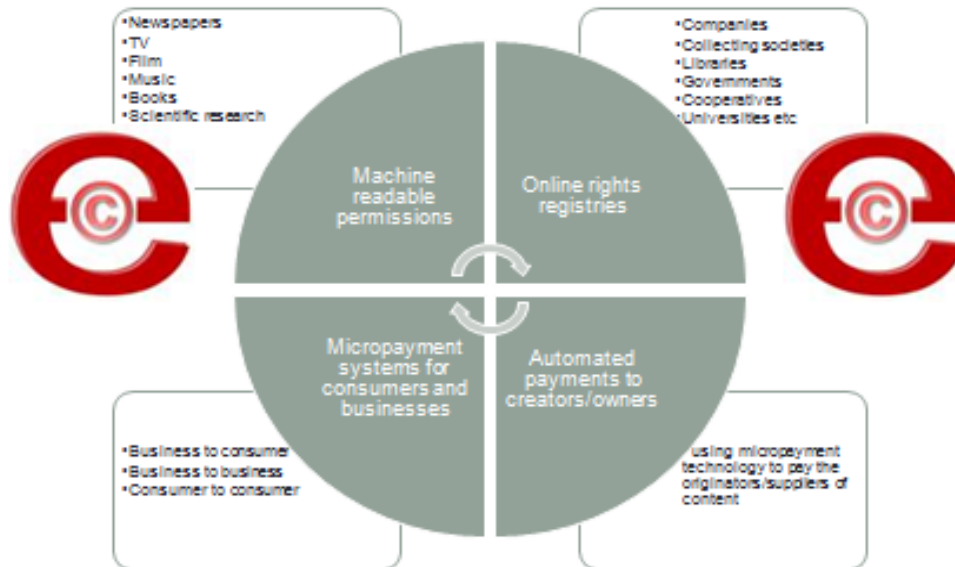 •Newspapers
•TV
•Film
•Music
•Books
•Scientific research
•Companies
•Collecting societies
•Libraries
•Governments
•Cooperatives
•Universities etc
Machine
readable
permissions
Online rights
registries
e ©
e ©
Micropayment
systems for
consumers and
businesses
Automated
payments to
creators/owners
•Business to consumer
•Business to business
•Consumer to consumer
using micropayment
technology to pay the
originators/suppliers of
content